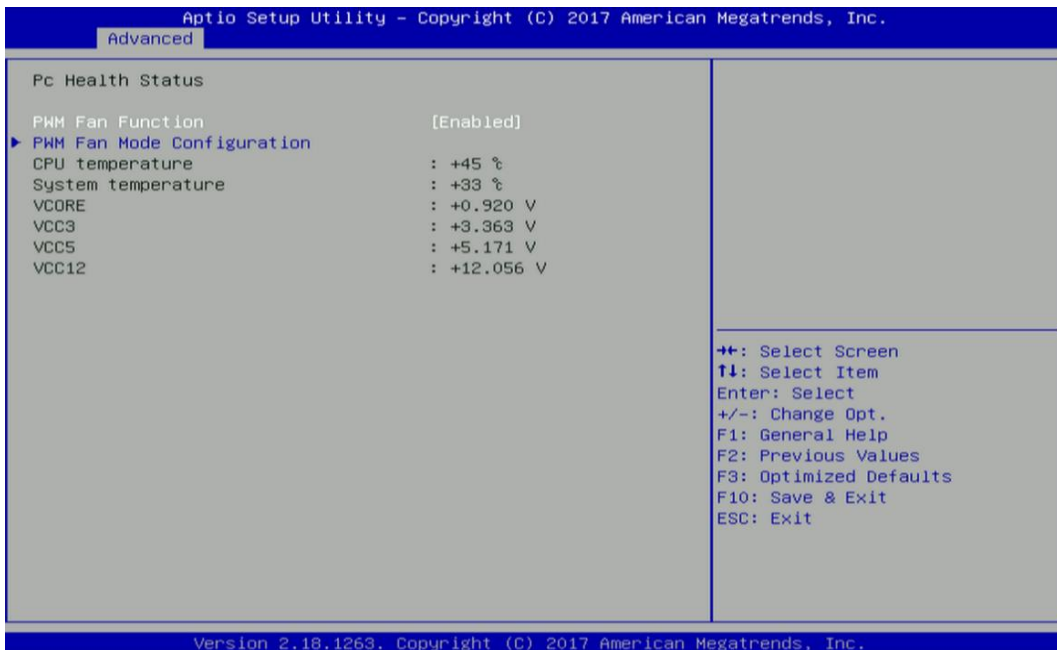 Aptio Setup Utility – Copyright (C) 2017 American Megatrends, Inc.
Advanced
Pc Health Status
PWM Fan Function [Enabled]
► PWM Fan Mode Configuration
CPU temperature : +45 ℃
System temperature : +33 ℃
VCORE : +0.920 V
VCC3 : +3.363 V
VCC5 : +5.171 V
VCC12 : +12.056 V
→←: Select Screen
↑↓: Select Item
Enter: Select
+/-: Change Opt.
F1: General Help
F2: Previous Values
F3: Optimized Defaults
F10: Save & Exit
ESC: Exit
Version 2.18.1263. Copyright (C) 2017 American Megatrends, Inc.